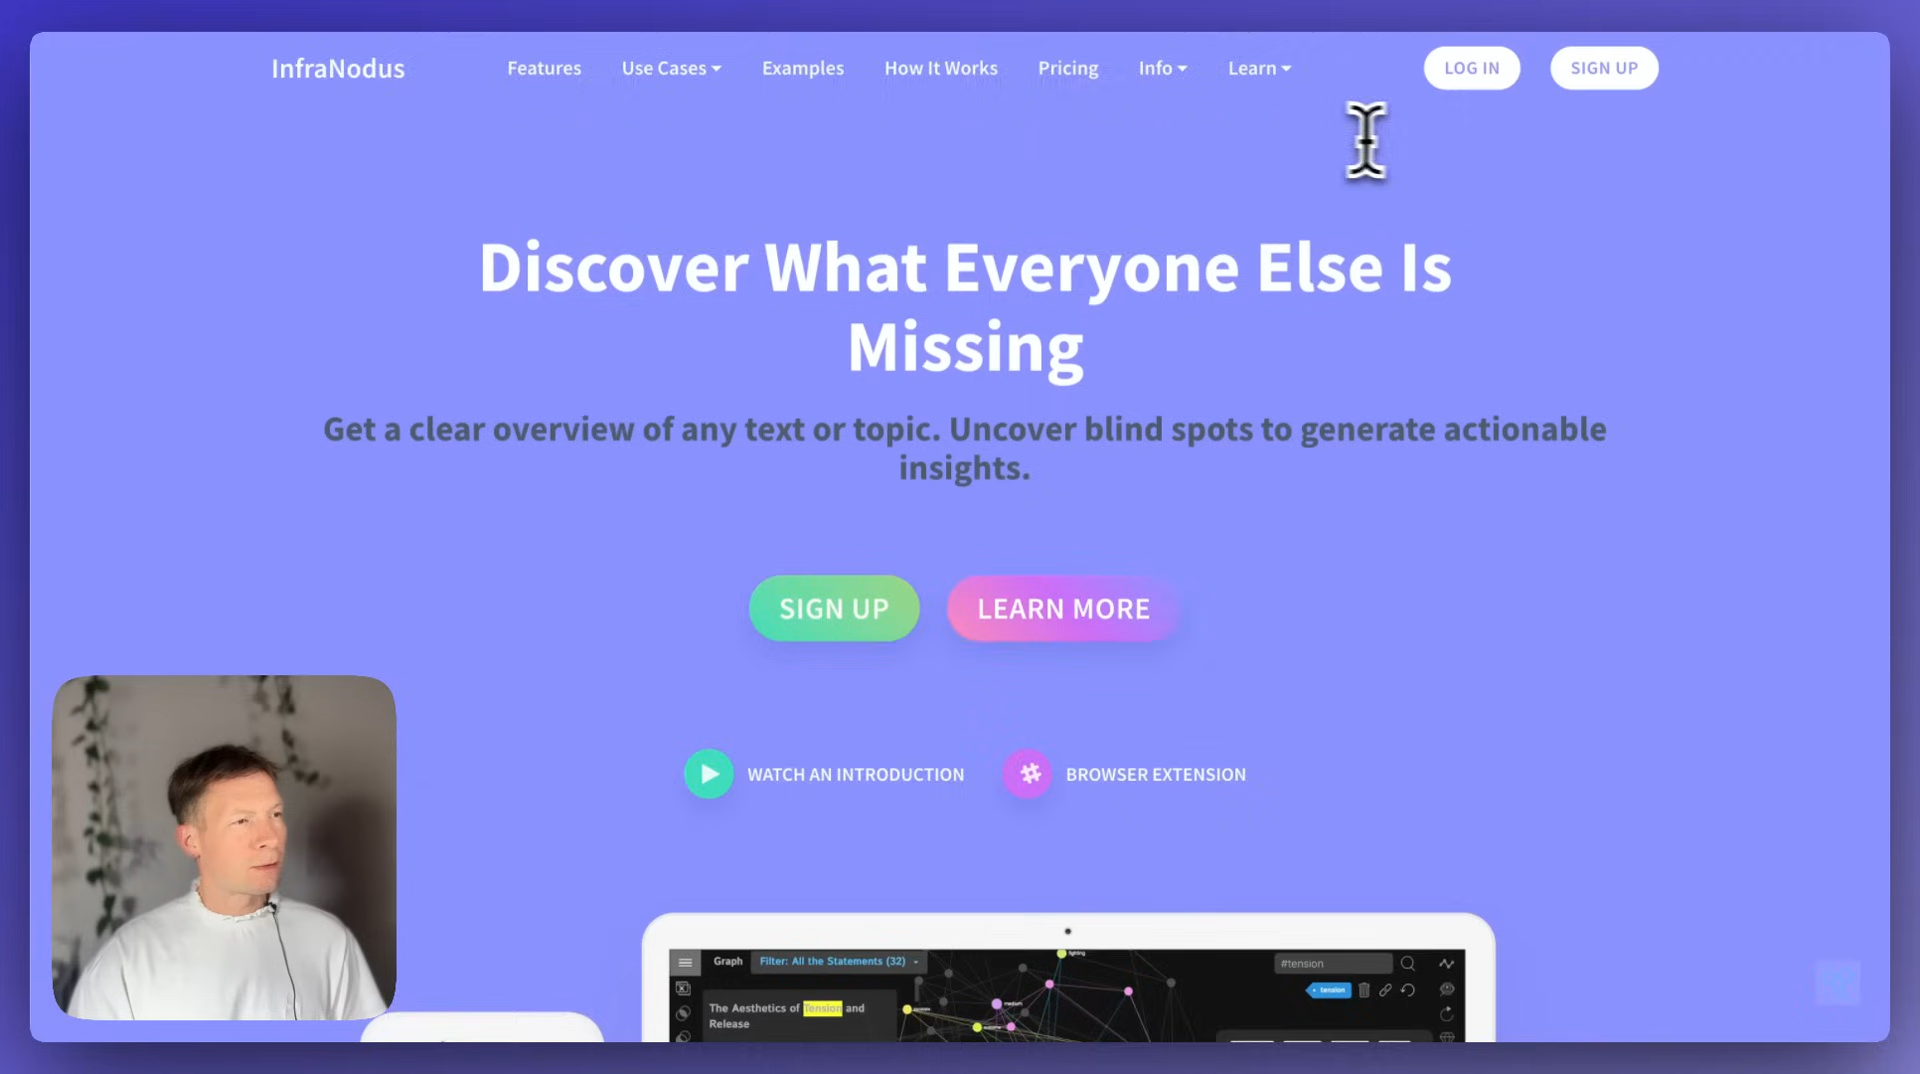 InfraNodus
Features
Use Cases
Examples
How It Works
Pricing
Info
Learn
LOG IN
SIGN UP
Discover What Everyone Else Is
Missing
Get a clear overview of any text or topic. Uncover blind spots to generate actionable
insights.
SIGN UP
LEARN MORE
WATCH AN INTRODUCTION
BROWSER EXTENSION
Graph
Filter: All the Statements (32)
#tension
tension
The Aesthetics of Tension and
Release
lighting
medium